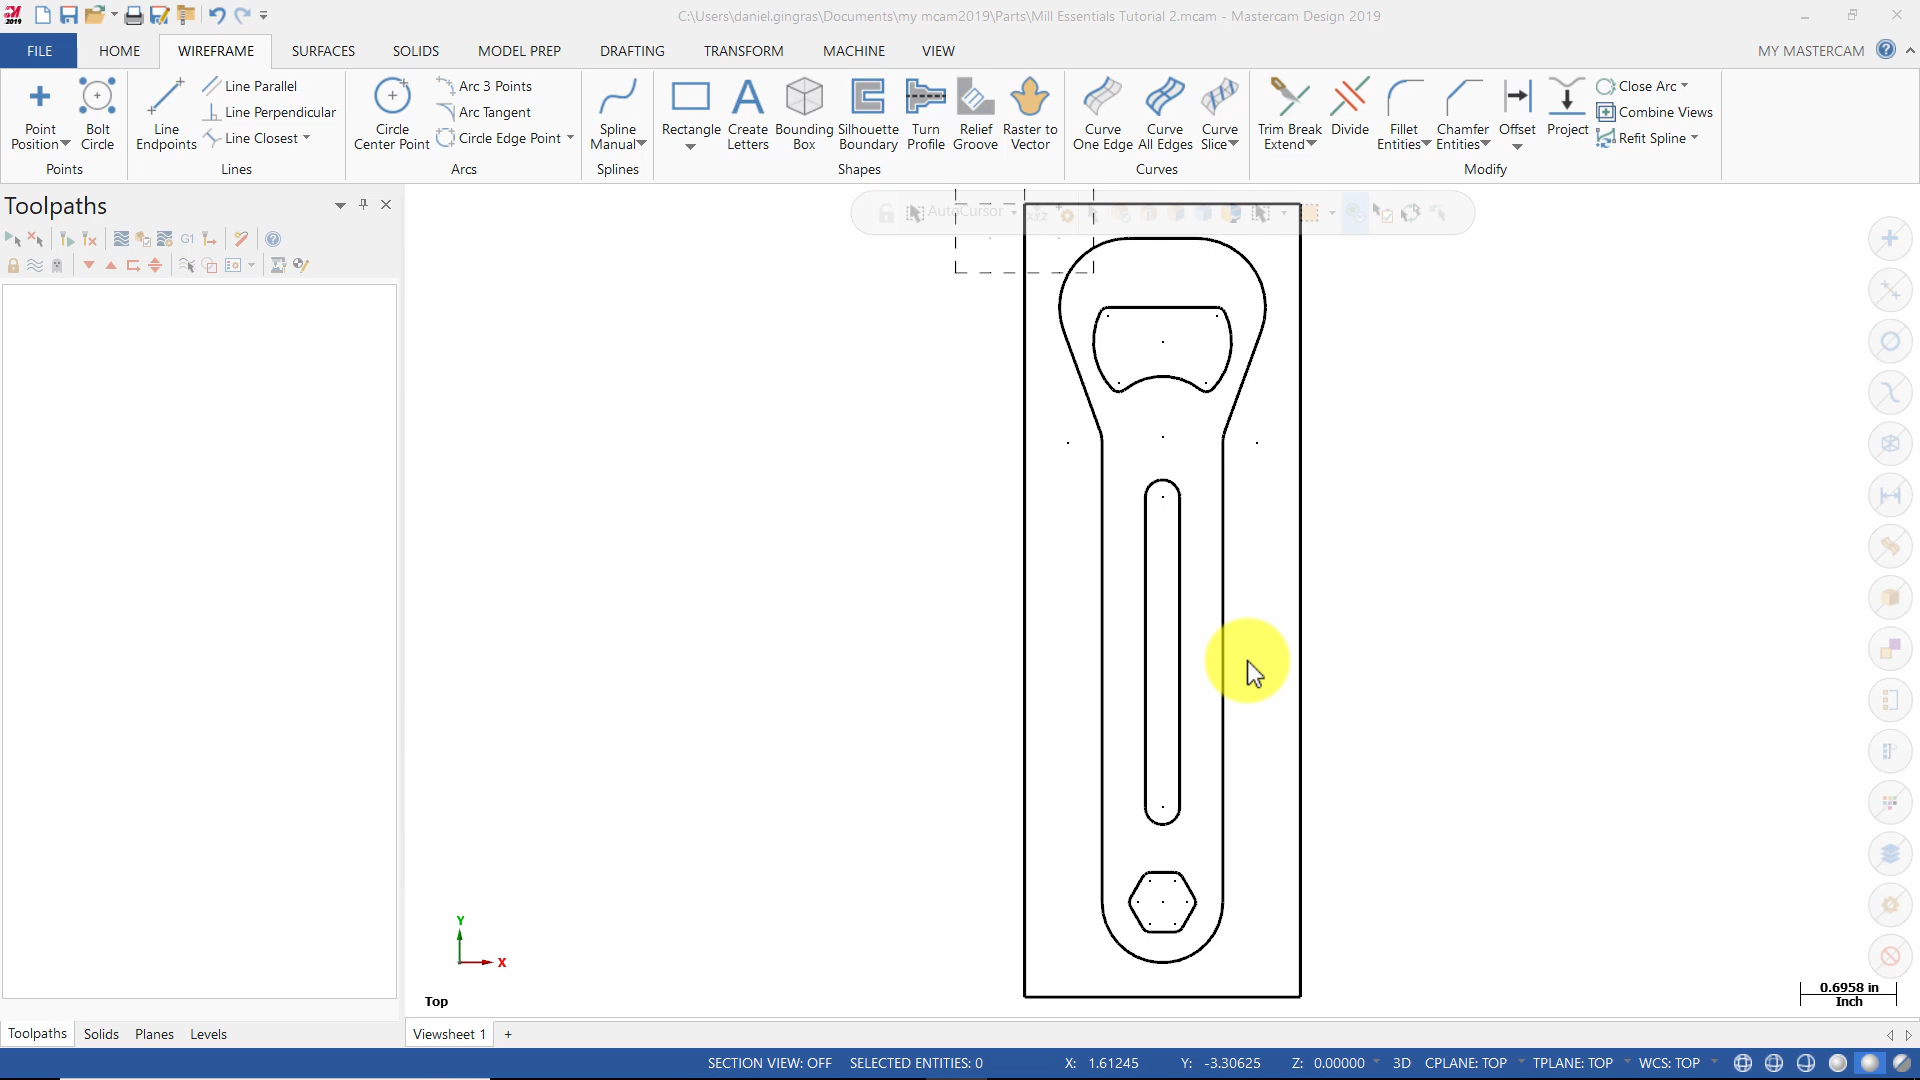 2019
C:\Users\daniel.gingras\Documents\my mcam2019\Parts\Mill Essentials Tutorial 2.mcam - Mastercam Design 2019
FILE HOME WIREFRAME SURFACES SOLIDS MODEL PREP DRAFTING TRANSFORM MACHINE VIEW MY MASTERCAM
Point Position
Bolt Circle
Points
Line Endpoints
Line Parallel
Line Perpendicular
Line Closest
Lines
Circle Center Point
Arc 3 Points
Arc Tangent
Circle Edge Point
Arcs
Spline Manual
Splines
Rectangle
Create Letters
Bounding Box
Silhouette Boundary
Turn Profile
Relief Groove
Raster to Vector
Shapes
Curve One Edge
Curve All Edges
Curve Slice
Curves
Trim Break Extend
Divide
Fillet Entities
Chamfer Entities
Offset
Project
Close Arc
Combine Views
Refit Spline
Modify
Toolpaths
G1
AutoCursor
XYZ
Y
X
Top
0.6958 in
Inch
Toolpaths Solids Planes Levels
Viewsheet 1 +
SECTION VIEW: OFF SELECTED ENTITIES: 0 X: 1.61245 Y: -3.30625 Z: 0.00000 3D CPLANE: TOP TPLANE: TOP WCS: TOP